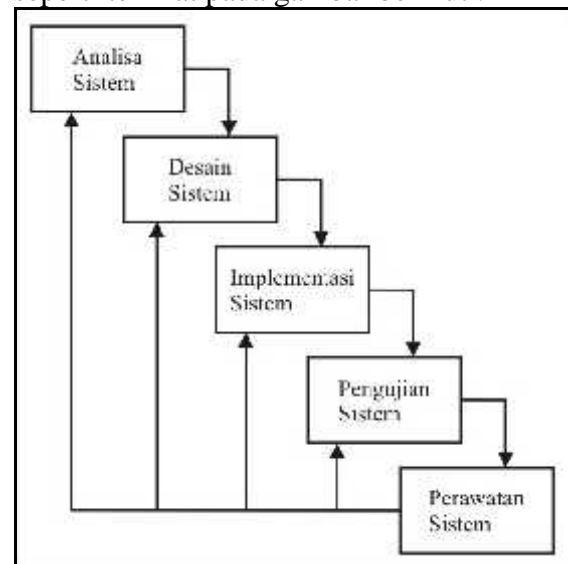 Analisa
Sistem
Desain
Sistem
Implementasi
Sistem
Pengujian
Sistem
Perawatan
Sistem